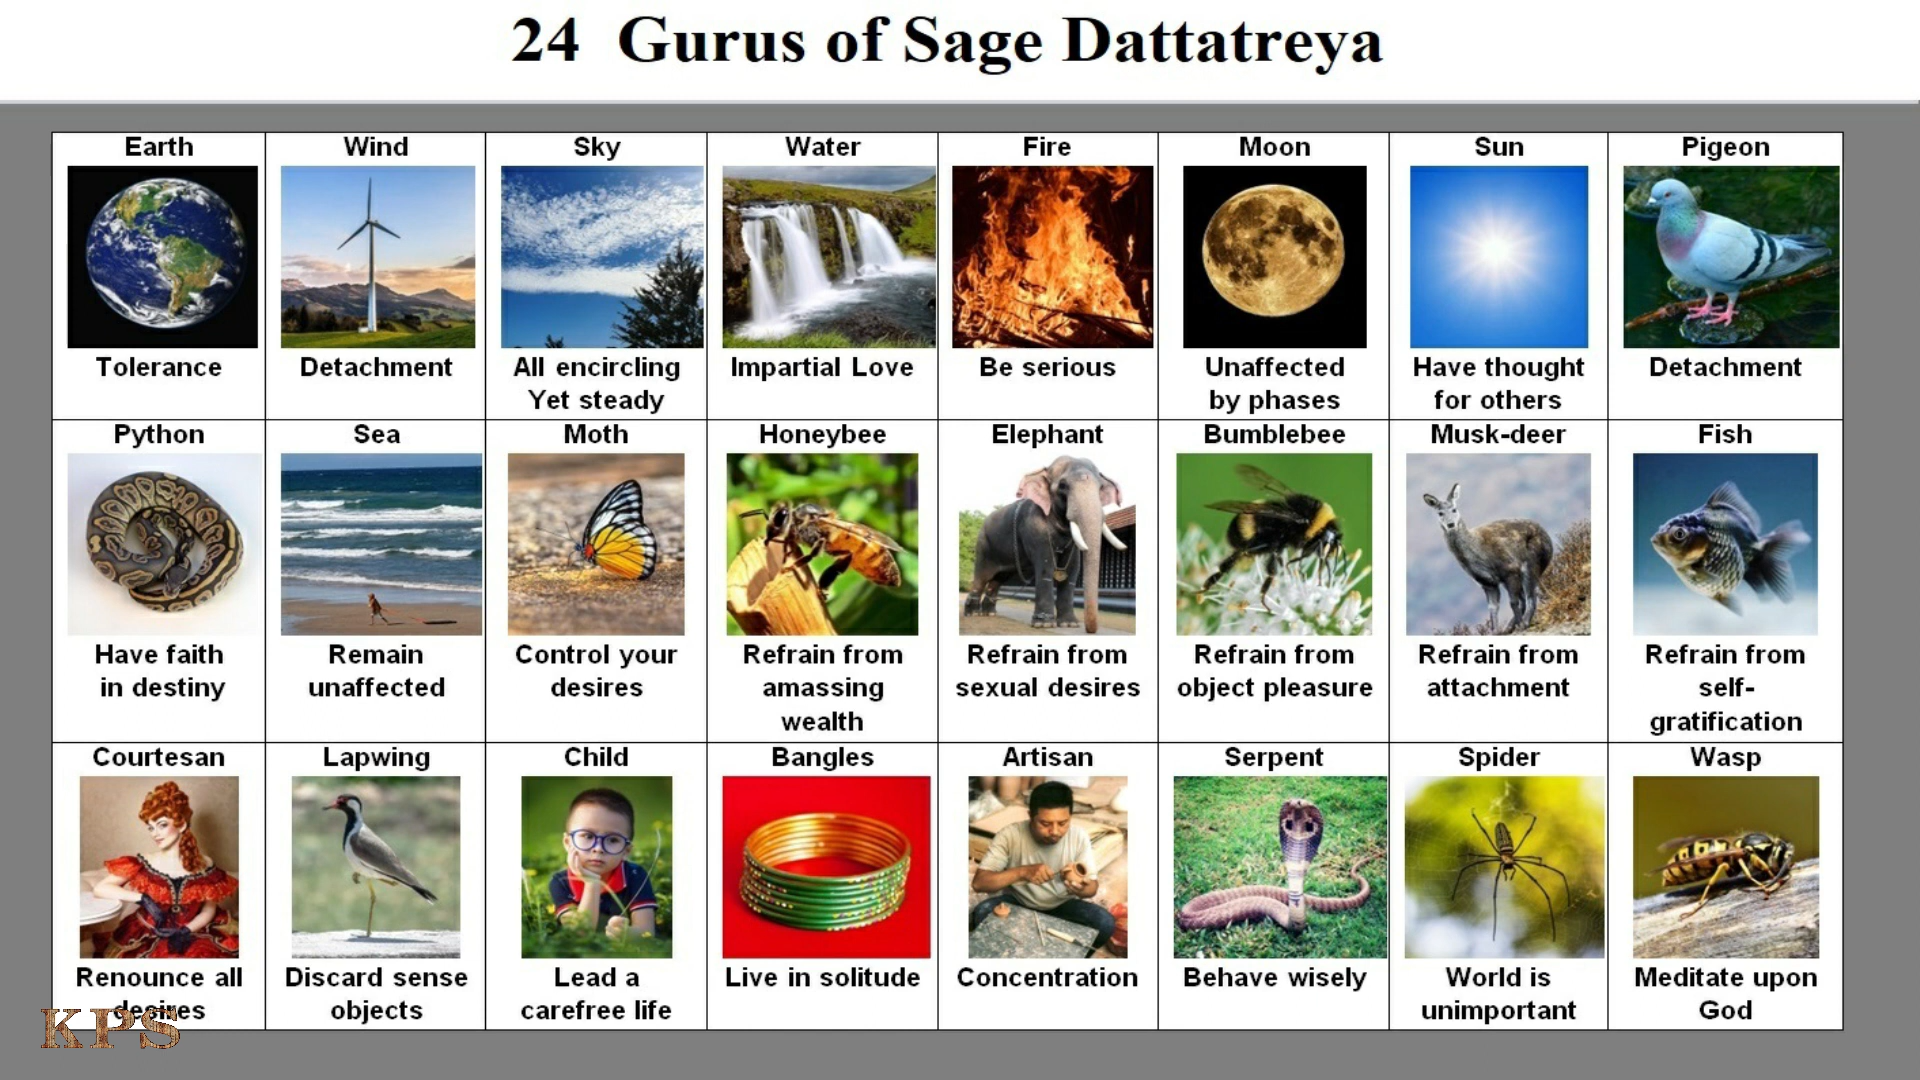 24 Gurus of Sage Dattatreya
Earth
Wind
Sky
Water
Fire
Moon
Sun
Pigeon
Tolerance
Detachment
All encircling
Yet steady
Impartial Love
Be serious
Unaffected
by phases
Have thought
for others
Detachment
Python
Sea
Moth
Honeybee
Elephant
Bumblebee
Musk-deer
Fish
Have faith
in destiny
Remain
unaffected
Control your
desires
Refrain from
amassing
wealth
Refrain from
sexual desires
Refrain from
object pleasure
Refrain from
attachment
Refrain from
self-
gratification
Courtesan
Lapwing
Child
Bangles
Artisan
Serpent
Spider
Wasp
Renounce all
desires
Discard sense
objects
Lead a
carefree life
Live in solitude
Concentration
Behave wisely
World is
unimportant
Meditate upon
God
KPS